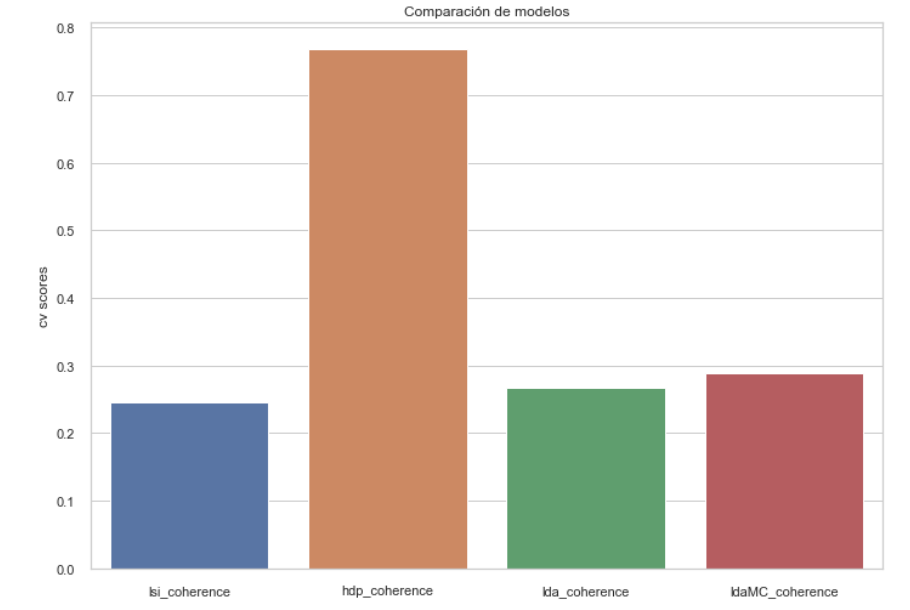 Comparación de modelos
0.8
0.7
0.6
0.5
0.4
0.3
0.2
0.1
0.0
cv scores
lsi_coherence
hdp_coherence
lda_coherence
ldaMC_coherence